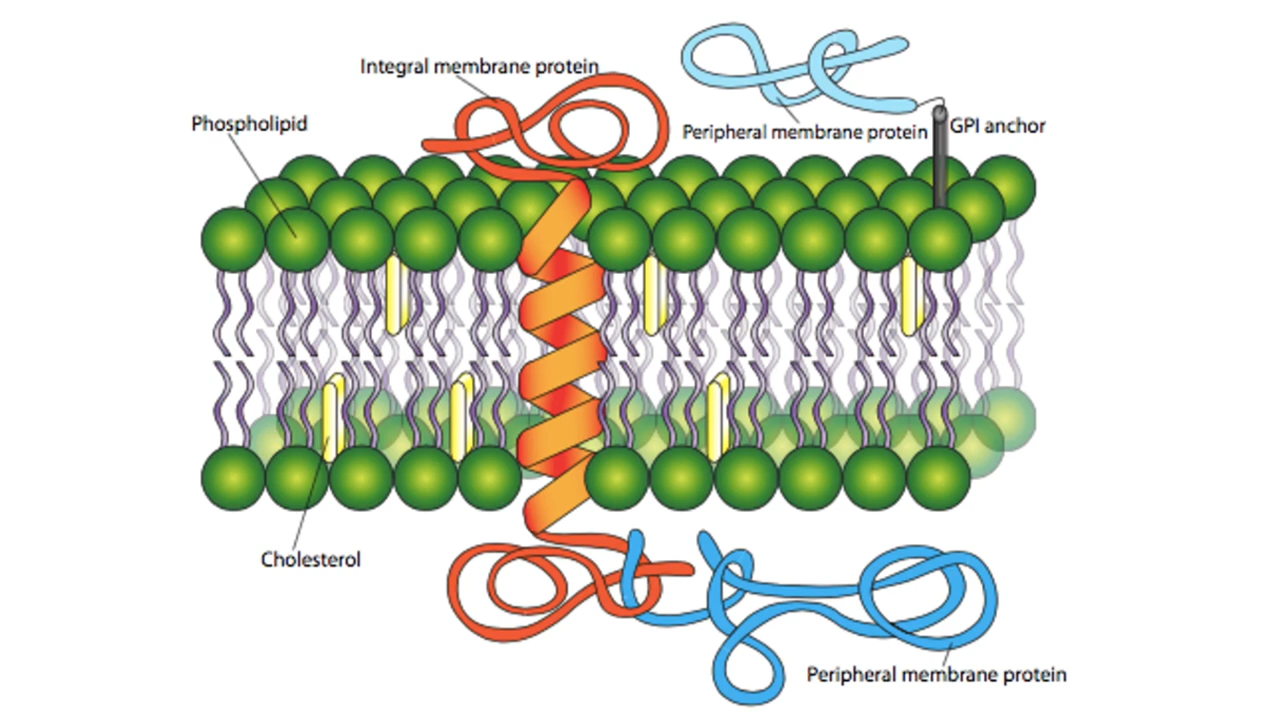 Integral membrane protein
Phospholipid
Peripheral membrane protein
GPI anchor
Cholesterol
Peripheral membrane protein